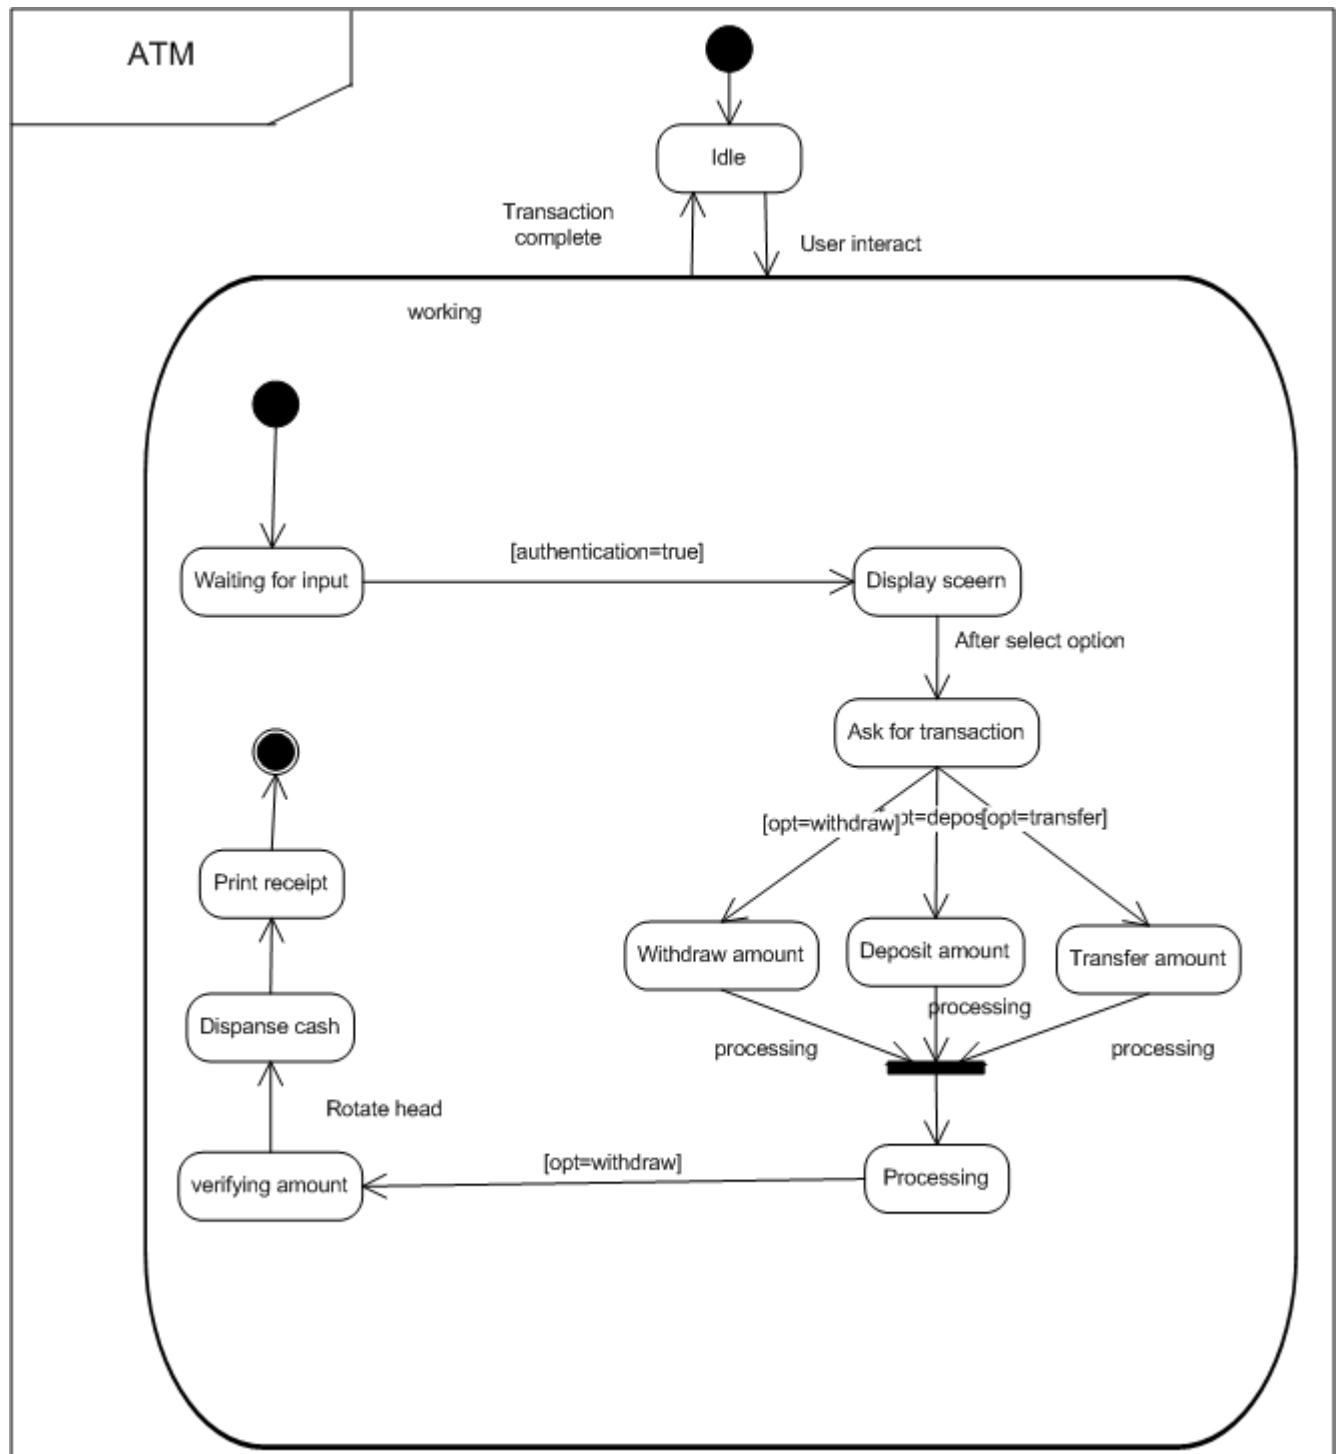 ATM
Idle
Transaction
complete
User interact
working
[authentication=true]
Waiting for input
Display sceern
After select option
Ask for transaction
[opt=withdraw]
pt=depos
[opt=transfer]
Print receipt
Withdraw amount
Deposit amount
Transfer amount
processing
Dispanse cash
processing
processing
Rotate head
[opt=withdraw]
verifying amount
Processing